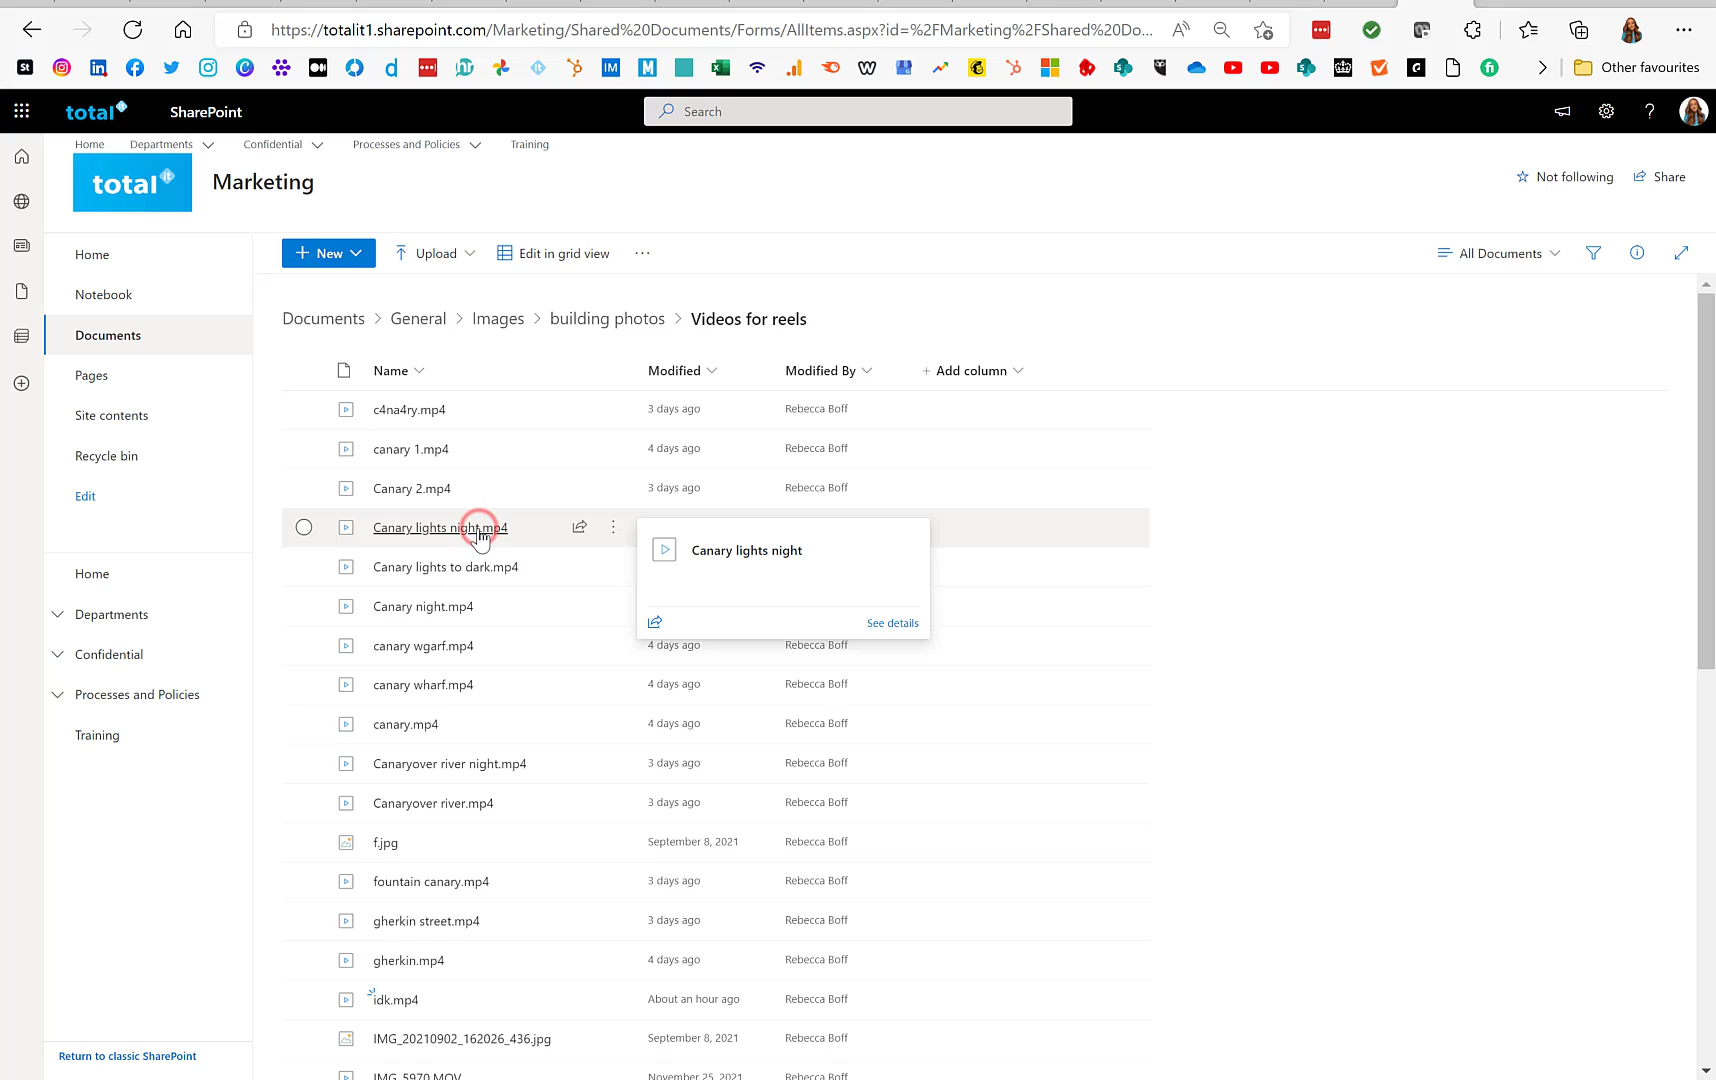 https://totalit1.sharepoint.com/Marketing/Shared%20Documents/Forms/AllItems.aspx?id=%2FMarketing%2FShared%20Do...
Other favourites
total it SharePoint
Search
Home Departments Confidential Processes and Policies Training
total it
Marketing
Not following Share
Home
Notebook
Documents
Pages
Site contents
Recycle bin
Edit
Home
Departments
Confidential
Processes and Policies
Training
Return to classic SharePoint
New Upload Edit in grid view ... All Documents
Documents > General > Images > building photos > Videos for reels
Name Modified Modified By + Add column
c4na4ry.mp4 3 days ago Rebecca Boff
canary 1.mp4 4 days ago Rebecca Boff
Canary 2.mp4 3 days ago Rebecca Boff
Canary lights night.mp4
Canary lights night
See details
Canary lights to dark.mp4
Canary night.mp4
canary wgarf.mp4 4 days ago Rebecca Boff
canary wharf.mp4 4 days ago Rebecca Boff
canary.mp4 4 days ago Rebecca Boff
Canaryover river night.mp4 3 days ago Rebecca Boff
Canaryover river.mp4 3 days ago Rebecca Boff
f.jpg September 8, 2021 Rebecca Boff
fountain canary.mp4 3 days ago Rebecca Boff
gherkin street.mp4 3 days ago Rebecca Boff
gherkin.mp4 4 days ago Rebecca Boff
idk.mp4 About an hour ago Rebecca Boff
IMG_20210902_162026_436.jpg September 8, 2021 Rebecca Boff
IMG_5970.MOV November 25, 2021 Rebecca Boff